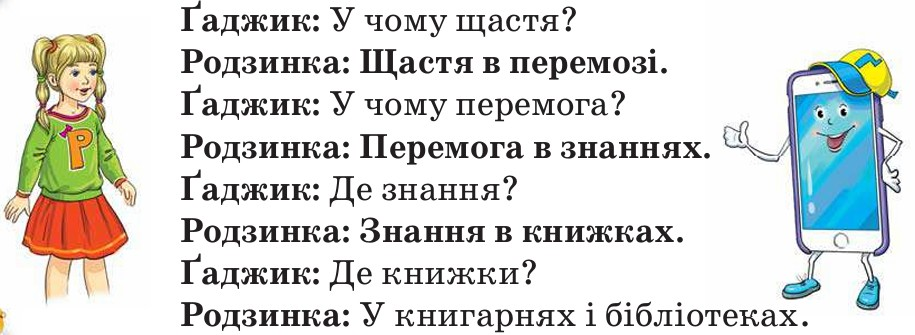 Ґаджик: У чому щастя?
Родзинка: Щастя в перемозі.
Ґаджик: У чому перемога?
Родзинка: Перемога в знаннях.
Ґаджик: Де знання?
Родзинка: Знання в книжках.
Ґаджик: Де книжки?
Родзинка: У книгарнях і бібліотеках.
Р
Ґ